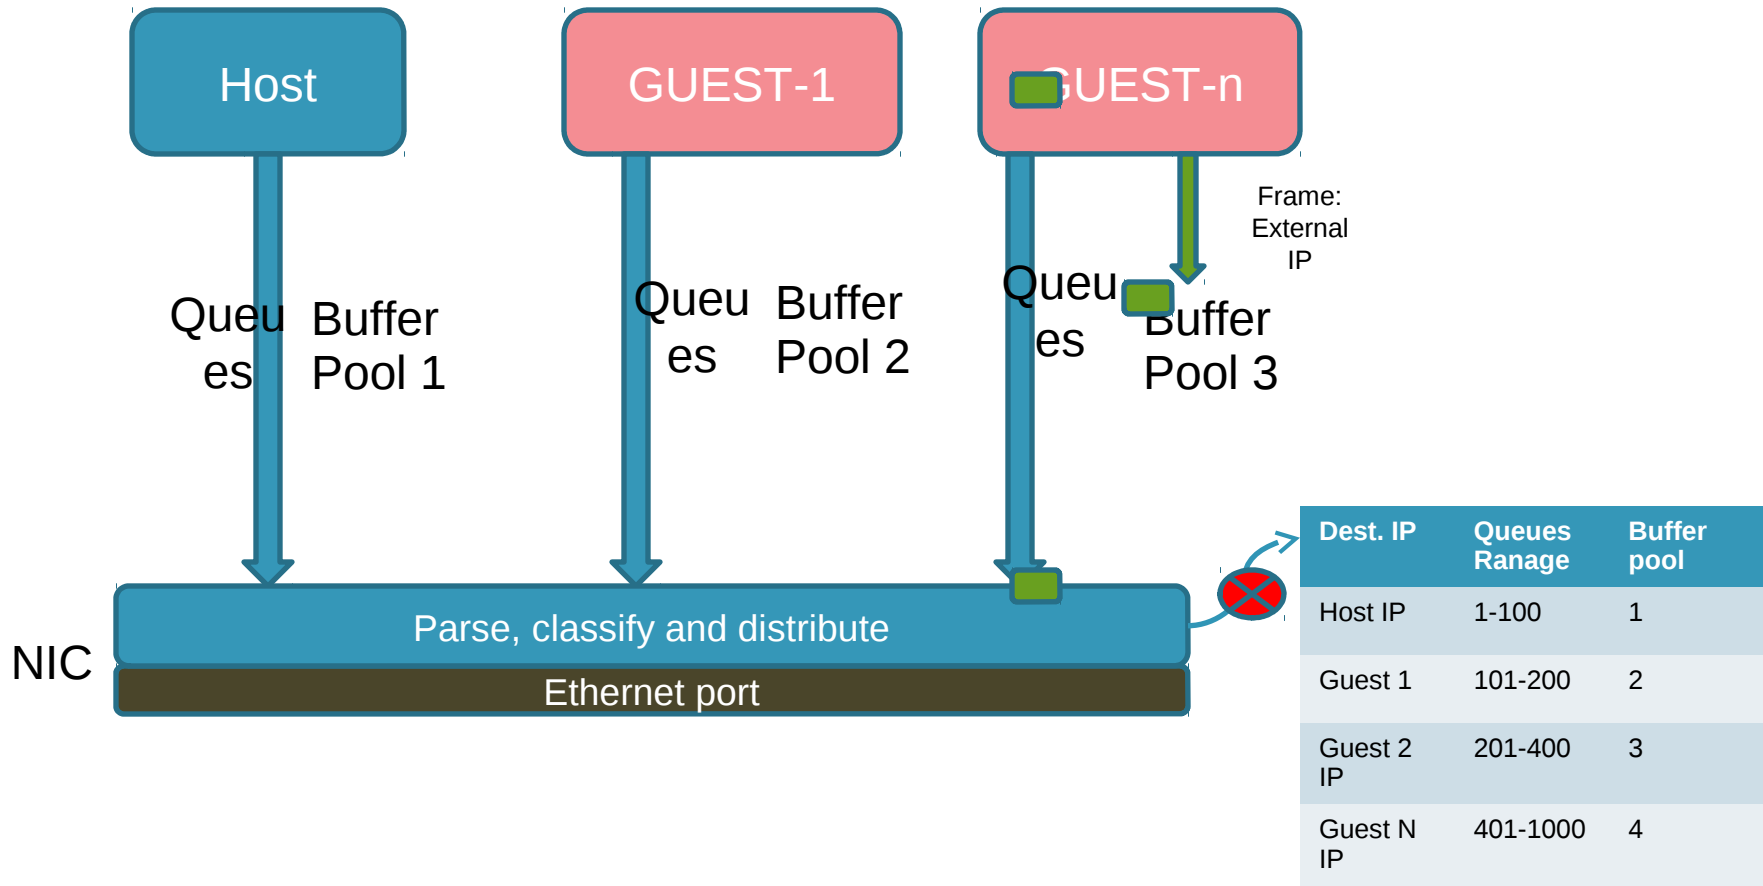 Host
GUEST-1
GUEST-n
Frame:
External
IP
Queu
es
Buffer
Pool 1
Queu
es
Buffer
Pool 2
Queu
es
Buffer
Pool 3
Dest. IP Queues Ranage Buffer pool
Host IP 1-100 1
Guest 1 101-200 2
Guest 2 IP 201-400 3
Guest N IP 401-1000 4
Parse, classify and distribute
NIC
Ethernet port